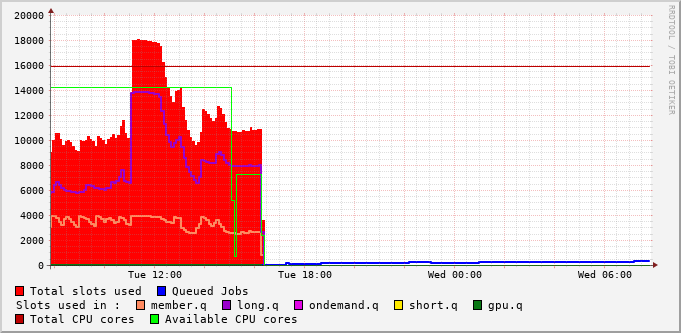 20000
18000
16000
14000
12000
10000
8000
6000
4000
2000
0
Tue 12:00 Tue 18:00 Wed 00:00 Wed 06:00
RRDTOOL / TOBI OETIKER
Total slots used Queued Jobs
Slots used in : member.q long.q ondemand.q short.q gpu.q
Total CPU cores Available CPU cores